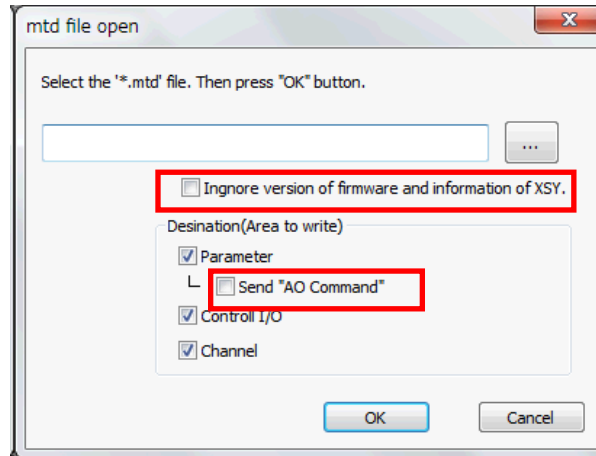 mtd file open
Select the '*.mtd' file. Then press "OK" button.
...
Ingnore version of firmware and information of XSY.
Desination(Area to write)
Parameter
Send "AO Command"
Controll I/O
Channel
OK Cancel